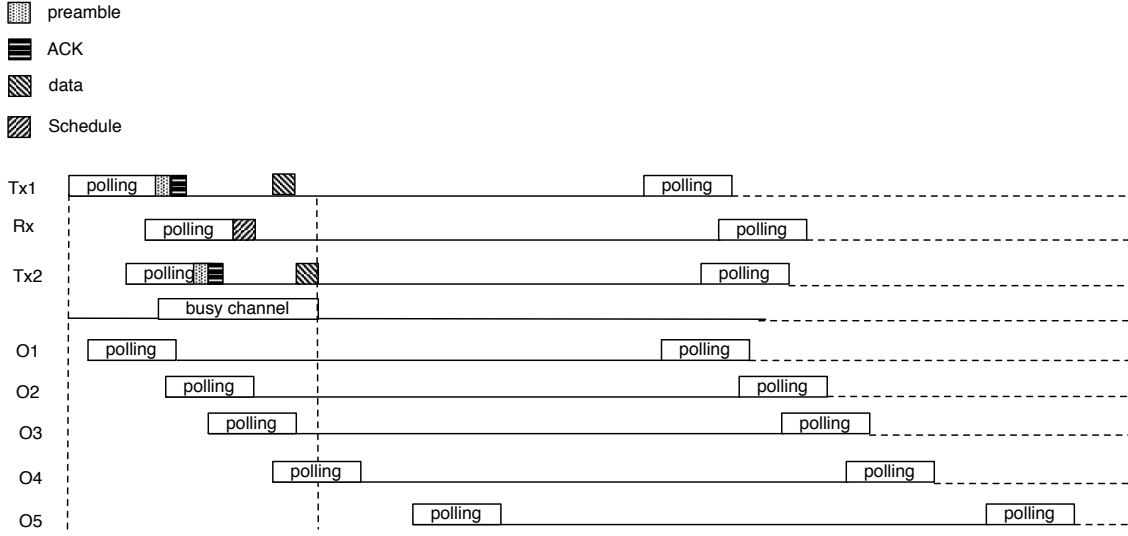 preamble
ACK
data
Schedule
Tx1 polling polling
Rx polling polling
Tx2 polling polling
busy channel
O1 polling polling
O2 polling polling
O3 polling polling
O4 polling polling
O5 polling polling